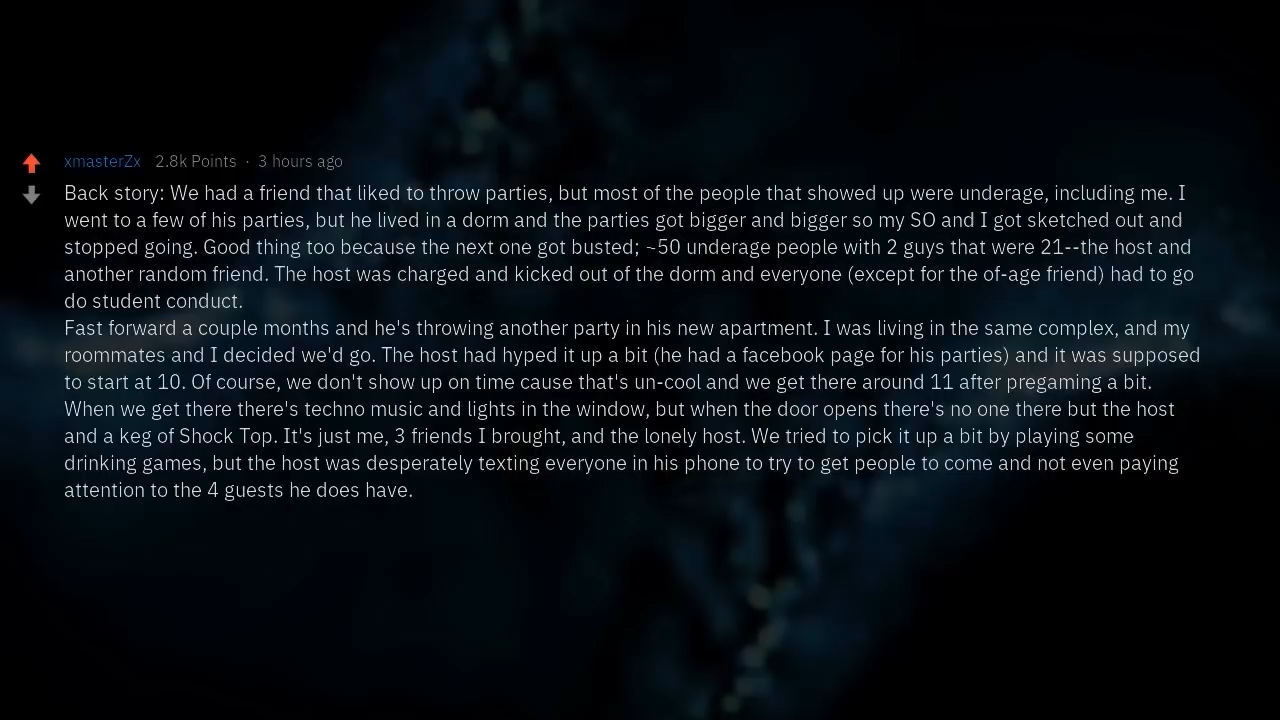 xmasterZx 2.8k Points · 3 hours ago
Back story: We had a friend that liked to throw parties, but most of the people that showed up were underage, including me. I
went to a few of his parties, but he lived in a dorm and the parties got bigger and bigger so my SO and I got sketched out and
stopped going. Good thing too because the next one got busted; ~50 underage people with 2 guys that were 21--the host and
another random friend. The host was charged and kicked out of the dorm and everyone (except for the of-age friend) had to go
do student conduct.
Fast forward a couple months and he's throwing another party in his new apartment. I was living in the same complex, and my
roommates and I decided we'd go. The host had hyped it up a bit (he had a facebook page for his parties) and it was supposed
to start at 10. Of course, we don't show up on time cause that's un-cool and we get there around 11 after pregaming a bit.
When we get there there's techno music and lights in the window, but when the door opens there's no one there but the host
and a keg of Shock Top. It's just me, 3 friends I brought, and the lonely host. We tried to pick it up a bit by playing some
drinking games, but the host was desperately texting everyone in his phone to try to get people to come and not even paying
attention to the 4 guests he does have.